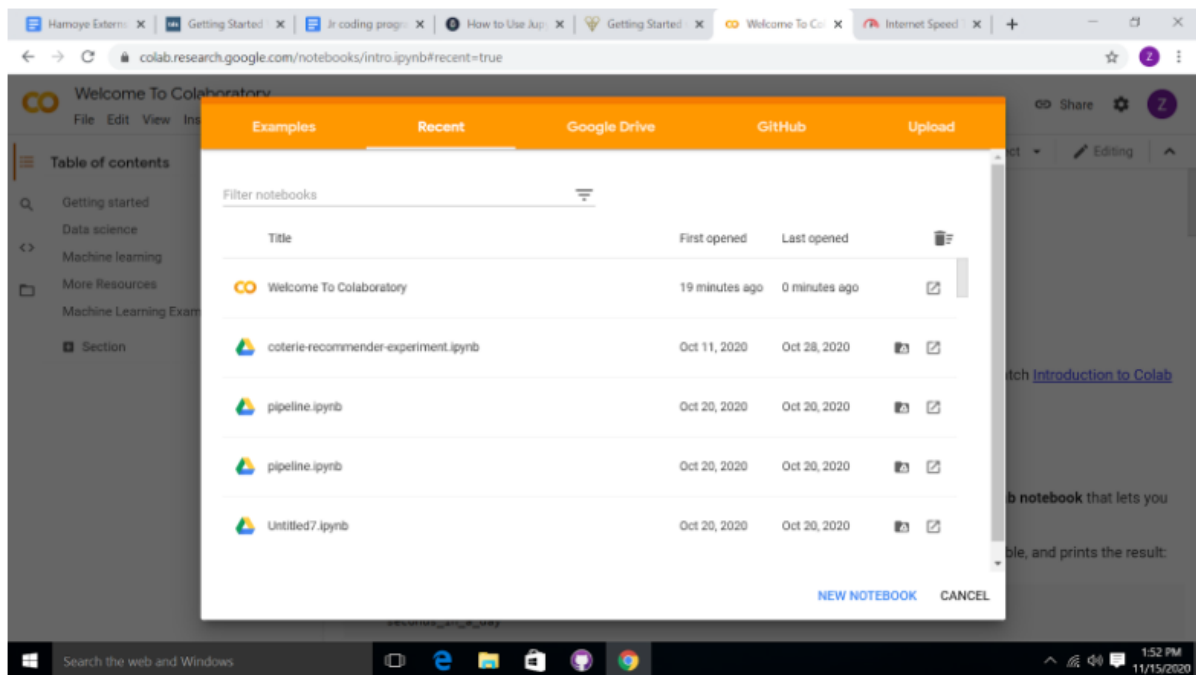 Hamoye Extern
Getting Started
Jr coding progr
How to Use Jup
Getting Started
Welcome To Co
Internet Speed
colab.research.google.com/notebooks/intro.ipynb#recent=true
Z
Welcome To Colaboratory
File Edit View Ins
Share
Z
Examples Recent Google Drive GitHub Upload
ct
Editing
Table of contents
Getting started
Data science
Machine learning
More Resources
Machine Learning Exam
Section
Filter notebooks
Title First opened Last opened
Welcome To Colaboratory 19 minutes ago 0 minutes ago
coterie-recommender-experiment.ipynb Oct 11, 2020 Oct 28, 2020
pipeline.ipynb Oct 20, 2020 Oct 20, 2020
pipeline.ipynb Oct 20, 2020 Oct 20, 2020
Untitled7.ipynb Oct 20, 2020 Oct 20, 2020
tch Introduction to Colab
b notebook that lets you
ble, and prints the result:
NEW NOTEBOOK CANCEL
seconds_in_a_day
Search the web and Windows
1:52 PM
11/15/2020